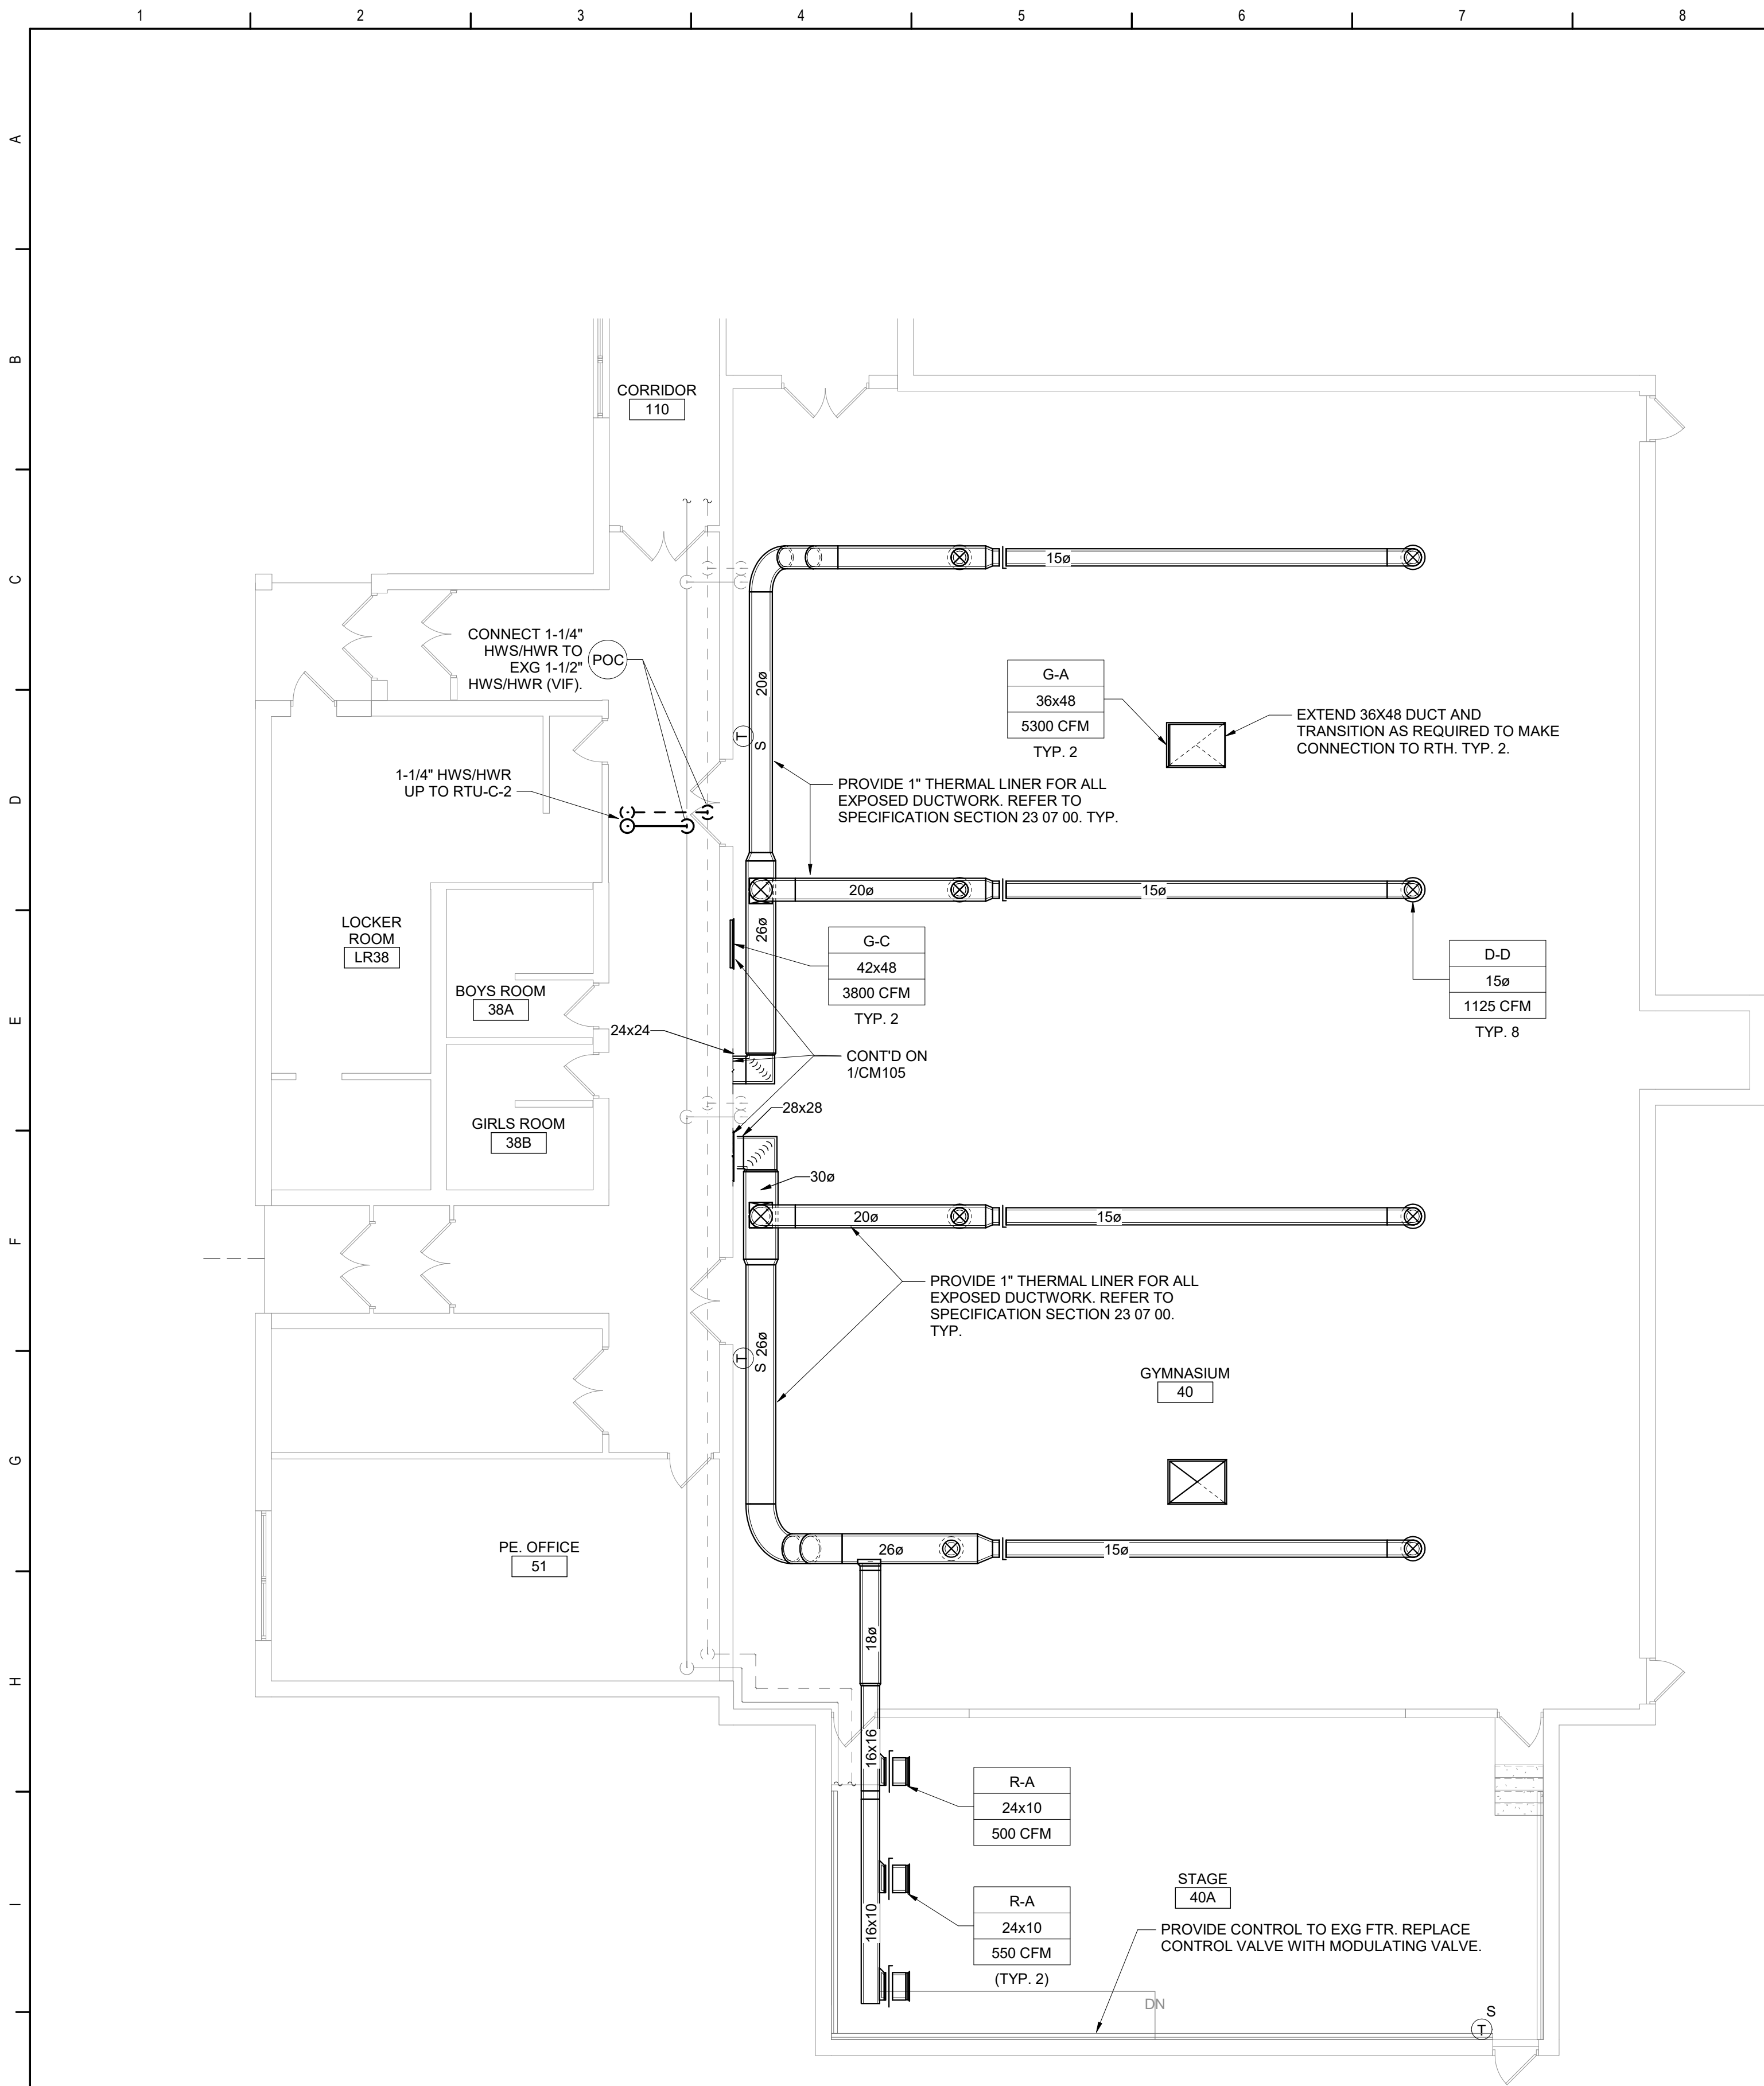 1
2
3
4
5
6
7
8
A
B
C
D
E
F
G
H
I
CORRIDOR
110
15ø
CONNECT 1-1/4"
HWS/HWR TO
EXG 1-1/2"
HWS/HWR (VIF).
POC
20ø
T
S
G-A
36x48
5300 CFM
TYP. 2
EXTEND 36X48 DUCT AND
TRANSITION AS REQUIRED TO MAKE
CONNECTION TO RTH. TYP. 2.
1-1/4" HWS/HWR
UP TO RTU-C-2
PROVIDE 1" THERMAL LINER FOR ALL
EXPOSED DUCTWORK. REFER TO
SPECIFICATION SECTION 23 07 00. TYP.
20ø
15ø
26ø
LOCKER
ROOM
LR38
G-C
42x48
3800 CFM
TYP. 2
D-D
15ø
1125 CFM
TYP. 8
BOYS ROOM
38A
24x24
CONT'D ON
1/CM105
28x28
GIRLS ROOM
38B
30ø
20ø
15ø
PROVIDE 1" THERMAL LINER FOR ALL
EXPOSED DUCTWORK. REFER TO
SPECIFICATION SECTION 23 07 00.
TYP.
T
S
26ø
GYMNASIUM
40
PE. OFFICE
51
26ø
15ø
18ø
16x16
R-A
24x10
500 CFM
STAGE
40A
R-A
24x10
550 CFM
(TYP. 2)
16x10
PROVIDE CONTROL TO EXG FTR. REPLACE
CONTROL VALVE WITH MODULATING VALVE.
DN
S
T